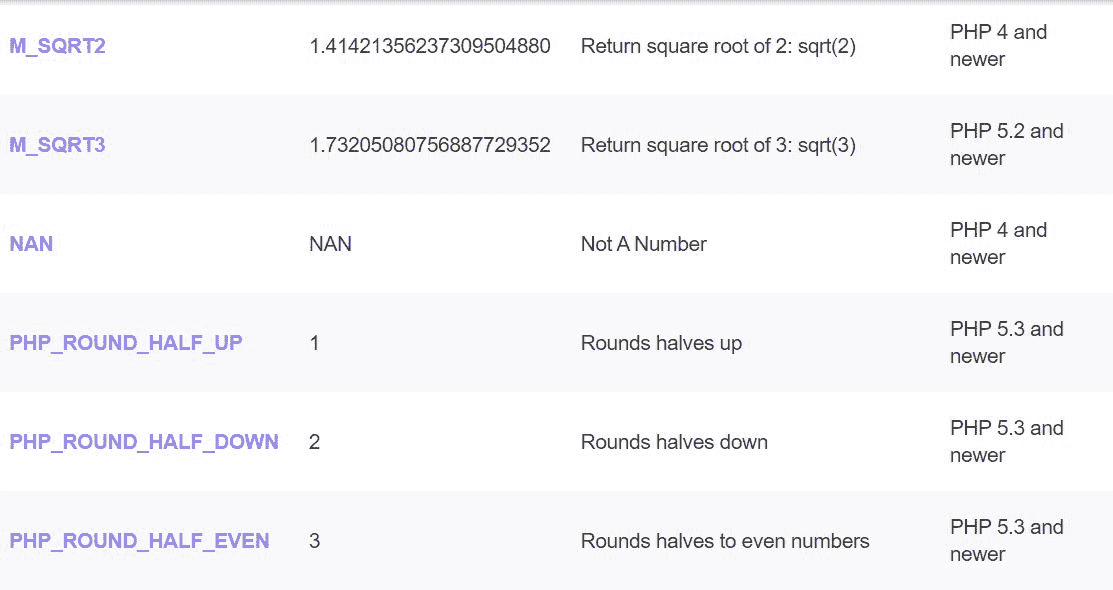 M_SQRT2 1.41421356237309504880 Return square root of 2: sqrt(2) PHP 4 and
newer
M_SQRT3 1.73205080756887729352 Return square root of 3: sqrt(3) PHP 5.2 and
newer
NAN NAN Not A Number PHP 4 and
newer
PHP_ROUND_HALF_UP 1 Rounds halves up PHP 5.3 and
newer
PHP_ROUND_HALF_DOWN 2 Rounds halves down PHP 5.3 and
newer
PHP_ROUND_HALF_EVEN 3 Rounds halves to even numbers PHP 5.3 and
newer